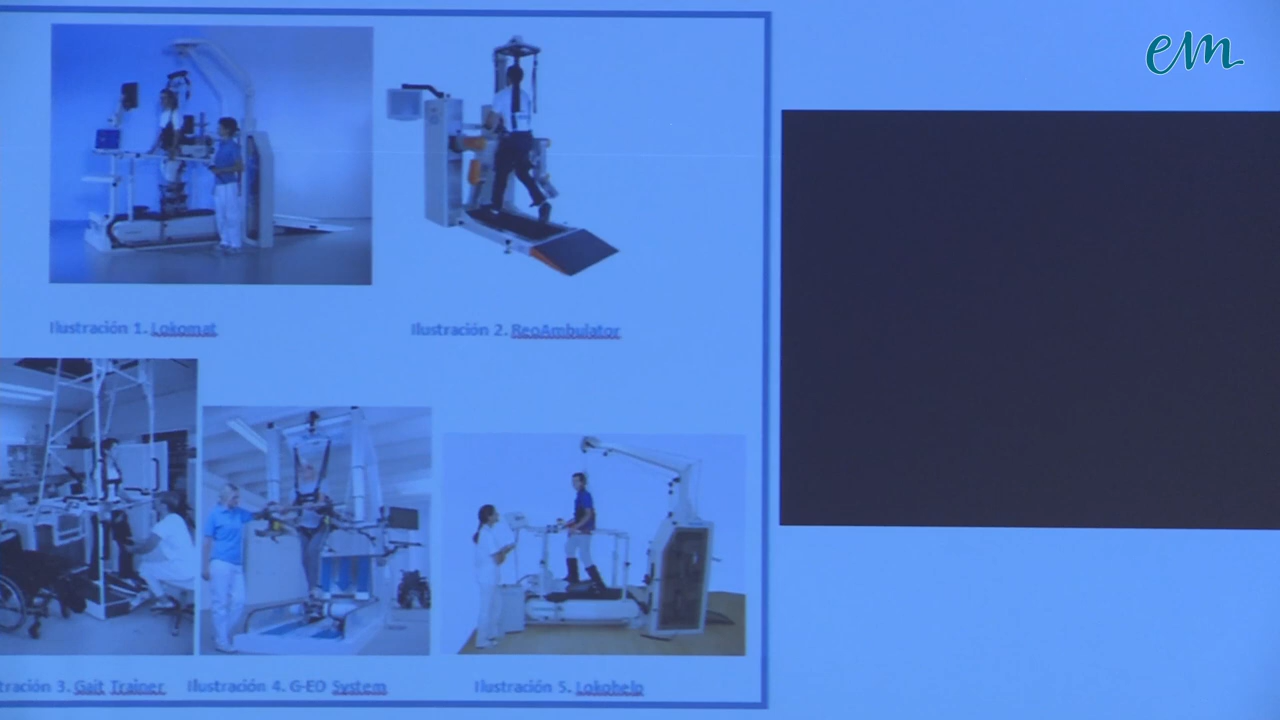 em
Ilustración 1. Lokomat
Ilustración 2. ReoAmbulator
tración 3. Gait Trainer
Ilustración 4. G-EO System
Ilustración 5. Lokohelp